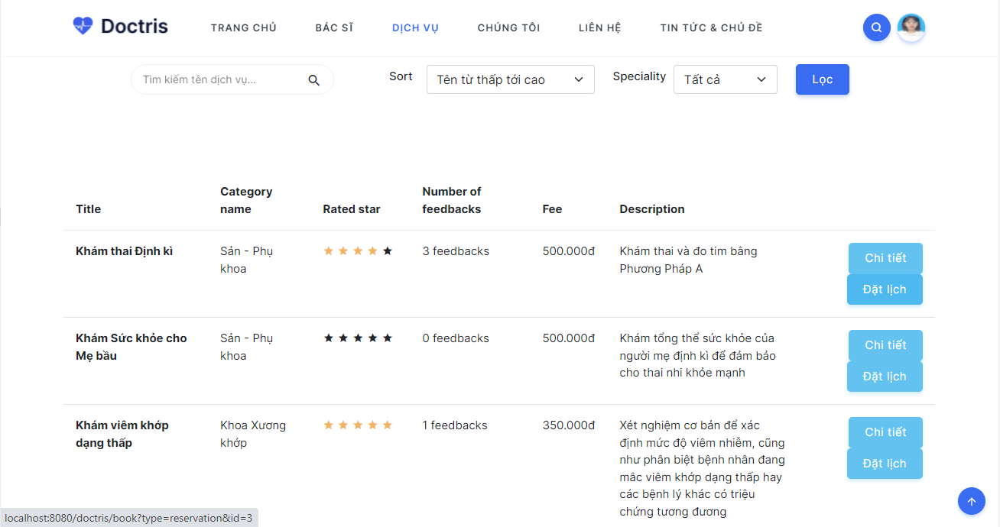 Doctris
TRANG CHỦ
BÁC SĨ
DỊCH VỤ
CHÚNG TÔI
LIÊN HỆ
TIN TỨC & CHỦ ĐỀ
Tìm kiếm tên dịch vụ...
Sort
Tên từ thấp tới cao
Speciality
Tất cả
Lọc
Title
Category
name
Rated star
Number of
feedbacks
Fee
Description
Khám thai Định kì
Sản - Phụ
khoa
3 feedbacks
500.000đ
Khám thai và đo tim bằng
Phương Pháp A
Chi tiết
Đặt lịch
Khám Sức khỏe cho
Mẹ bầu
Sản - Phụ
khoa
0 feedbacks
500.000đ
Khám tổng thể sức khỏe của
người mẹ định kì để đảm bảo
cho thai nhi khỏe mạnh
Chi tiết
Đặt lịch
Khám viêm khớp
dạng thấp
Khoa Xương
khớp
1 feedbacks
350.000đ
Xét nghiệm cơ bản để xác
định mức độ viêm nhiễm, cũng
như phân biệt bệnh nhân đang
mắc viêm khớp dạng thấp hay
các bệnh lý khác có triệu
chứng tương đương
Chi tiết
Đặt lịch
localhost:8080/doctris/book?type=reservation&id=3